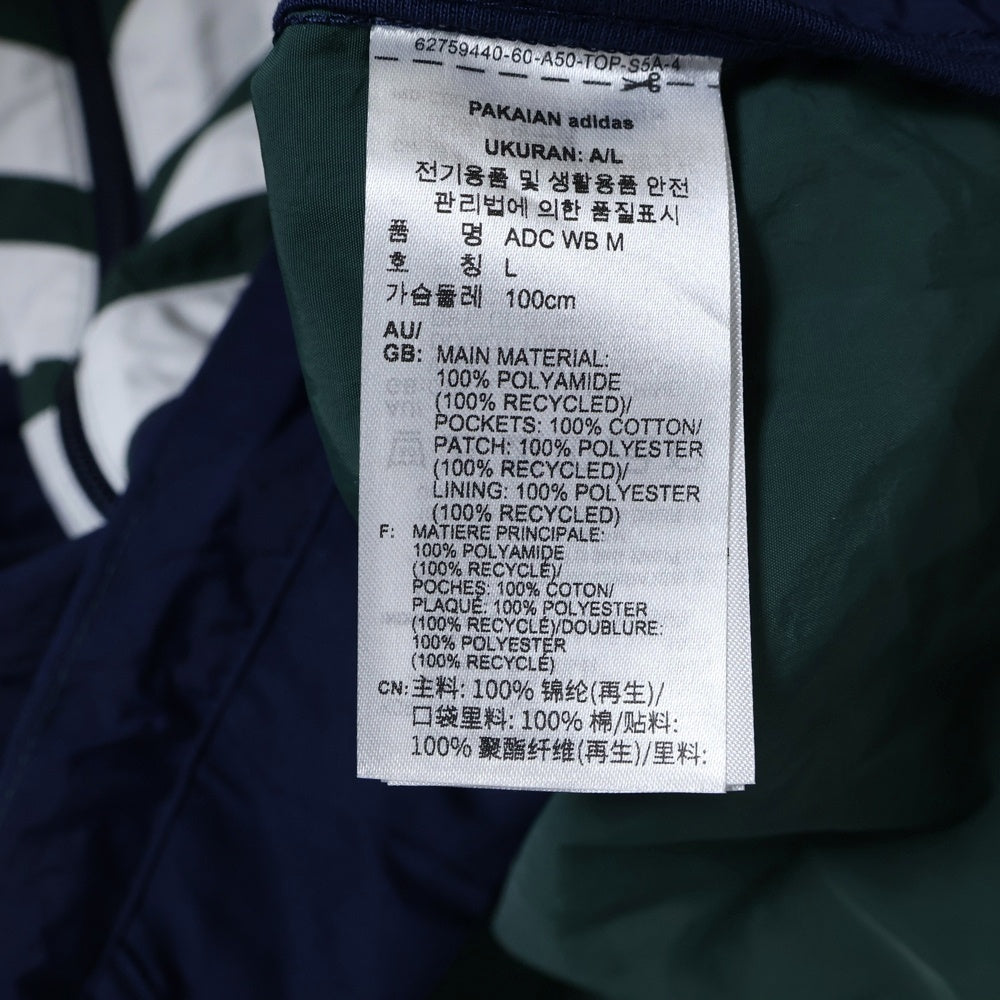 62759440-60-A50-TOP-S5A-4
PAKAIAN adidas
UKURAN: A/L
전기용품 및 생활용품 안전
관리법에 의한 품질표시
품 명 ADC WB M
호 칭 L
가슴둘레 100cm
AU/
GB: MAIN MATERIAL:
100% POLYAMIDE
(100% RECYCLED)/
POCKETS: 100% COTTON/
PATCH: 100% POLYESTER
(100% RECYCLED)/
LINING: 100% POLYESTER
(100% RECYCLED)
F: MATIERE PRINCIPALE:
100% POLYAMIDE
(100% RECYCLÉ)/
POCHES: 100% COTON/
PLAQUÉ: 100% POLYESTER
(100% RECYCLÉ)/DOUBLURE:
100% POLYESTER
(100% RECYCLÉ)
CN: 主料: 100% 锦纶(再生)/
口袋里料: 100% 棉/贴料:
100% 聚酯纤维(再生)/里料: